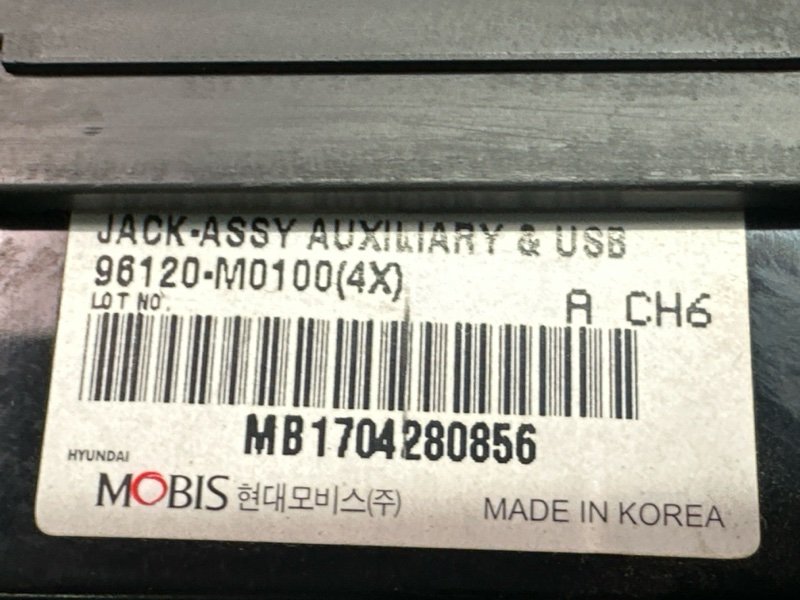 JACK-ASSY AUXILIARY & USB
96120-M0100(4X)
LOT NO.
A CH6
MB1704280856
HYUNDAI
MOBIS 현대모비스(주)
MADE IN KOREA